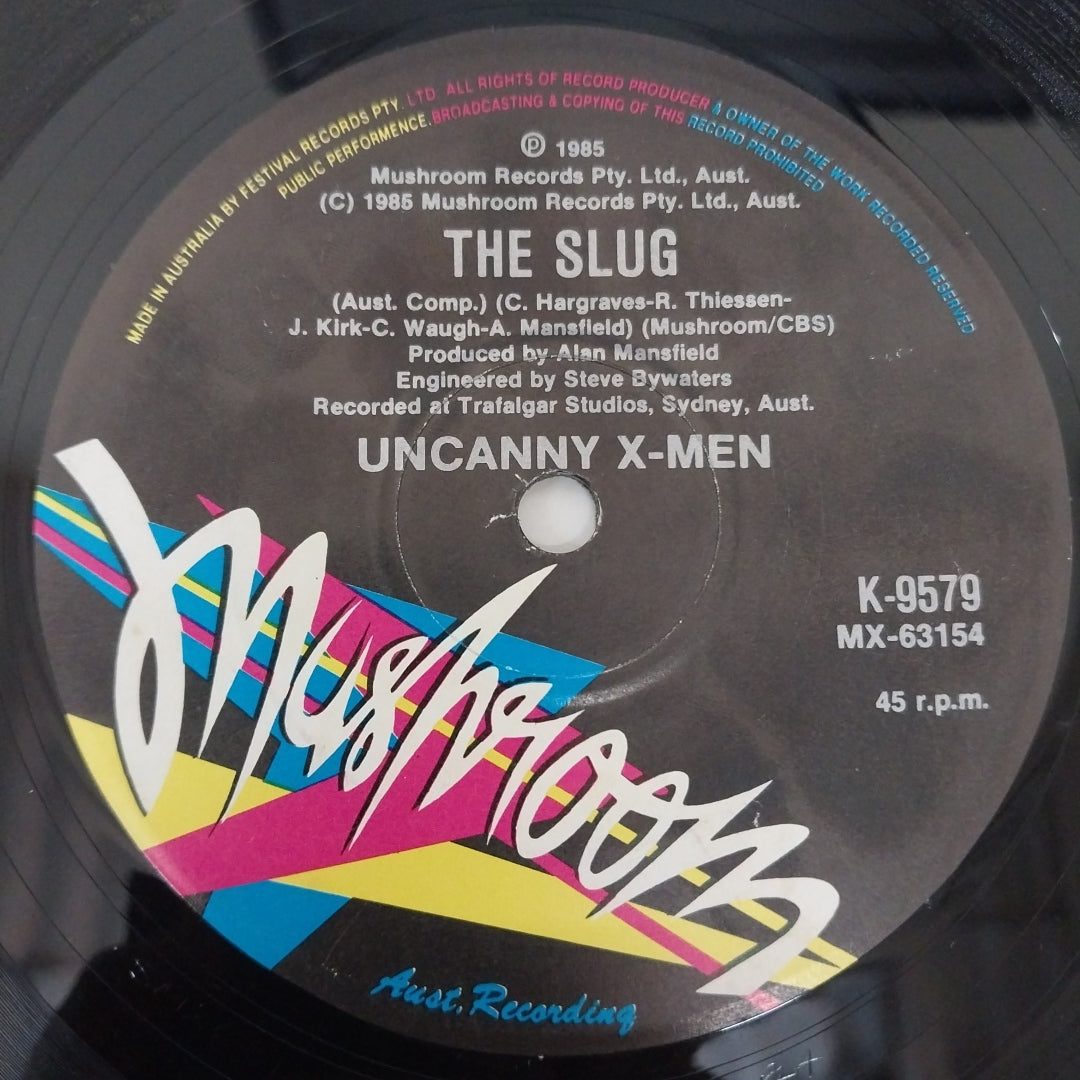 MADE IN AUSTRALIA BY FESTIVAL RECORDS PTY. LTD. ALL RIGHTS OF RECORD PRODUCER & OWNER OF THE WORK RECORDED RESERVED
PUBLIC PERFORMENCE. BROADCASTING & COPYING OF THIS RECORD PROHIBITED
Ⓟ 1985
Mushroom Records Pty. Ltd., Aust.
(C) 1985 Mushroom Records Pty. Ltd., Aust.
THE SLUG
(Aust. Comp.) (C. Hargraves-R. Thiessen-
J. Kirk-C. Waugh-A. Mansfield) (Mushroom/CBS)
Produced by Alan Mansfield
Engineered by Steve Bywaters
Recorded at Trafalgar Studios, Sydney, Aust.
UNCANNY X-MEN
K-9579
MX-63154
45 r.p.m.
Mushroom
Aust. Recording